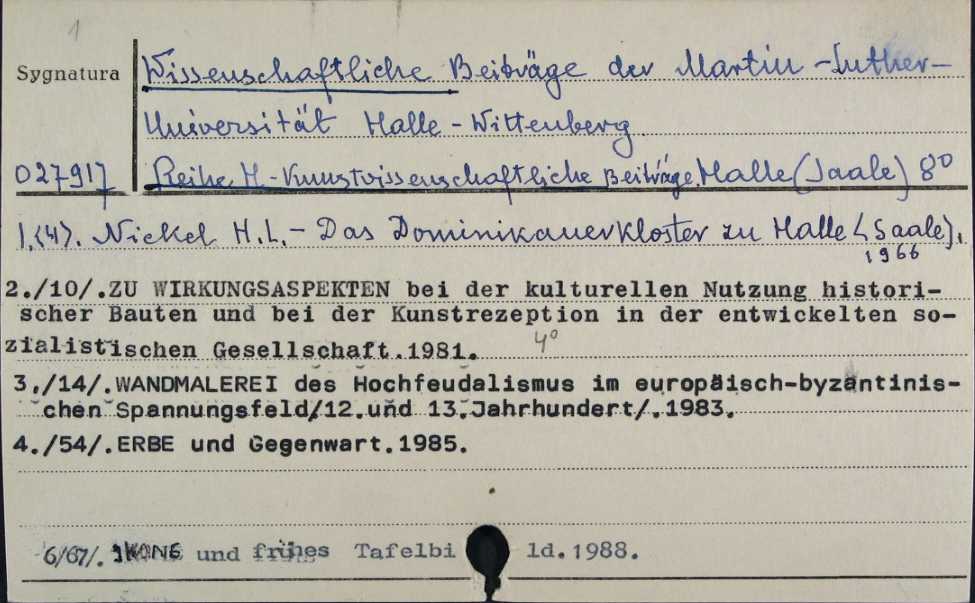 1
Sygnatura
Wissenschaftliche Beiträge der Martin-Luther-
Universität Halle-Wittenberg
027917 Reihe H-Kunstwissenschaftliche Beiträge. Halle (Saale) 8°
1.(4). Nickel H.L.- Das Dominikanerkloster zu Halle (Saale).
1966
2./10/.ZU WIRKUNGSASPEKTEN bei der kulturellen Nutzung histori-
scher Bauten und bei der Kunstrezeption in der entwickelten so-
zialistischen Gesellschaft.1981. 4°
3./14/.WANDMALEREI des Hochfeudalismus im europäisch-byzantinis-
chen Spannungsfeld/12.und 13.Jahrhundert/.1983.
4./54/.ERBE und Gegenwart.1985.
6/67/. IKONE und frühes Tafelbi ld.1988.